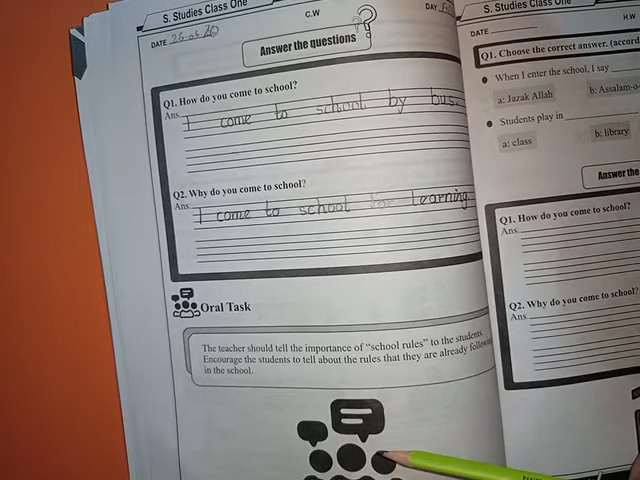 S. Studies Class One
C.W
DAY
DATE
Answer the questions
Q1. How do you come to school?
Ans. I come to school by bus.
Q2. Why do you come to school?
Ans. I come to school for learning
Oral Task
The teacher should tell the importance of "school rules" to the students.
Encourage the students to tell about the rules that they are already
in the school.
S. Studies Class One
H.W
DATE
Q1. Choose the correct answer.
When I enter the school, I say
a: Jazak Allah
b: Assalam-o-
Students play in
a: class
b: library
Answer the
Q1. How do you come to school?
Ans.
Q2. Why do you come to school?
Ans.